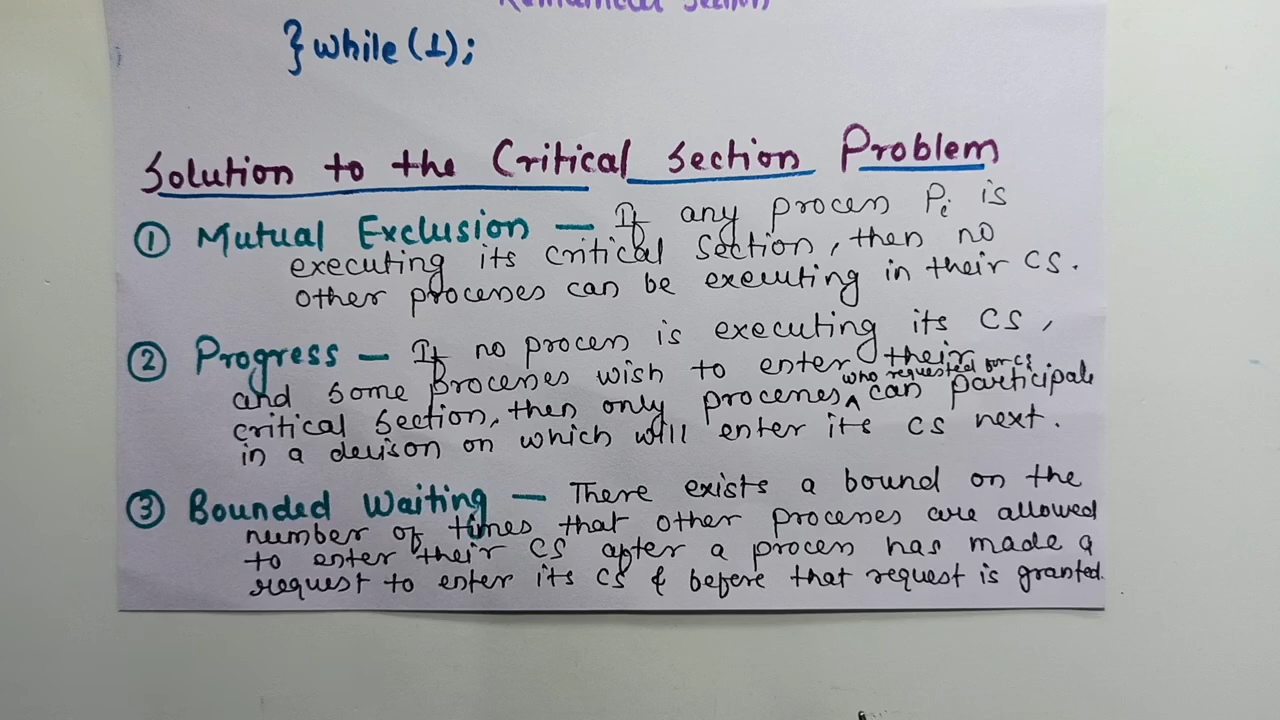 Remainder Section
} while (1);
Solution to the Critical Section Problem
① Mutual Exclusion — If any process Pi is
executing its critical section, then no
other processes can be executing in their CS.
② Progress — If no process is executing its CS,
and some processes wish to enter their
who requested for CS
critical section, then only processes ^ can participate
in a decison on which will enter its CS next.
③ Bounded Waiting — There exists a bound on the
number of times that other processes are allowed
to enter their CS after a process has made a
request to enter its CS & before that request is granted.